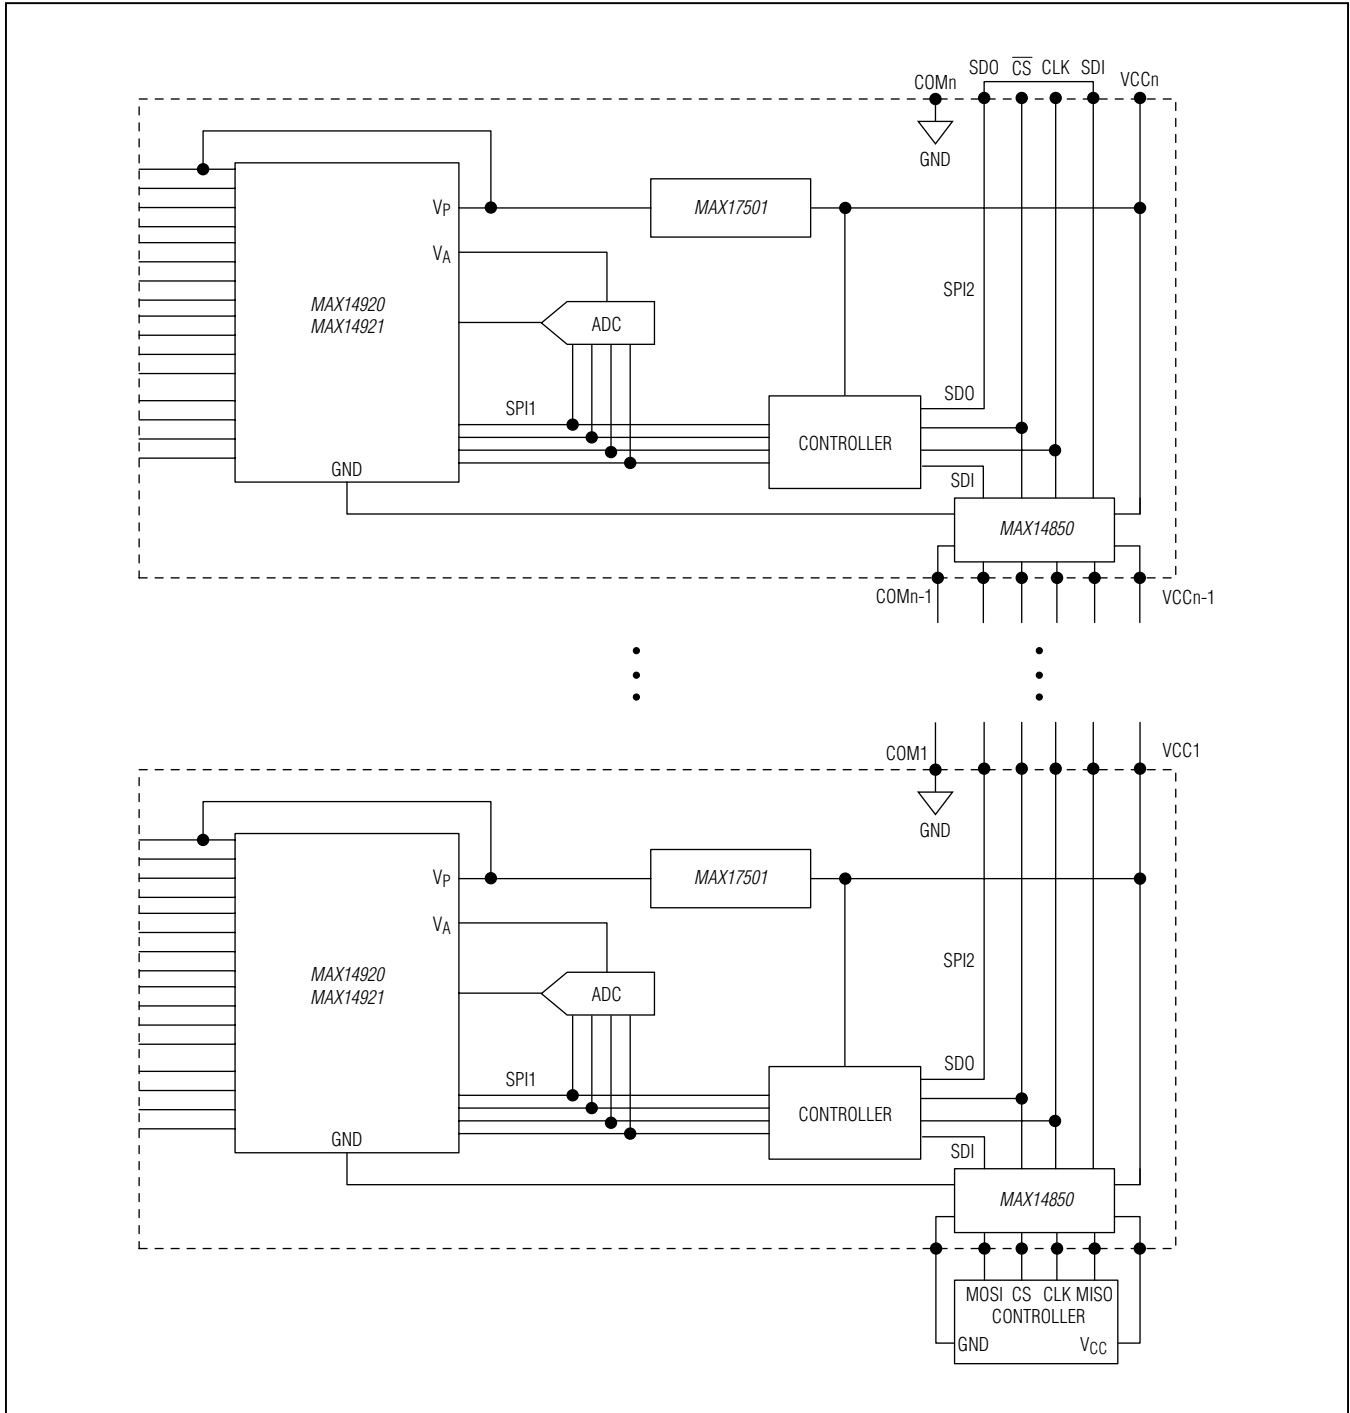 SDO CS CLK SDI
COMn VCCn
GND
VP
MAX17501
VA
MAX14920
MAX14921
ADC
SPI2
SPI1
SDO
CONTROLLER
GND
SDI
MAX14850
COMn-1 VCCn-1
COM1 VCC1
GND
VP
MAX17501
VA
MAX14920
MAX14921
ADC
SPI2
SPI1
SDO
CONTROLLER
GND
SDI
MAX14850
MOSI CS CLK MISO
CONTROLLER
GND VCC